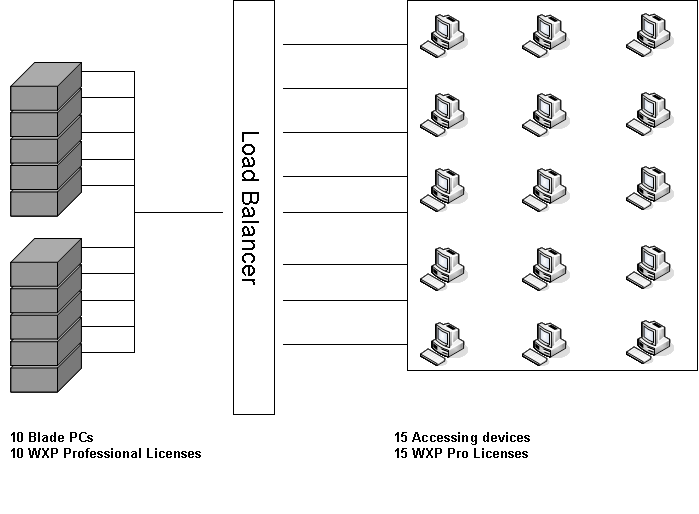 Load Balancer
10 Blade PCs
10 WXP Professional Licenses
15 Accessing devices
15 WXP Pro Licenses